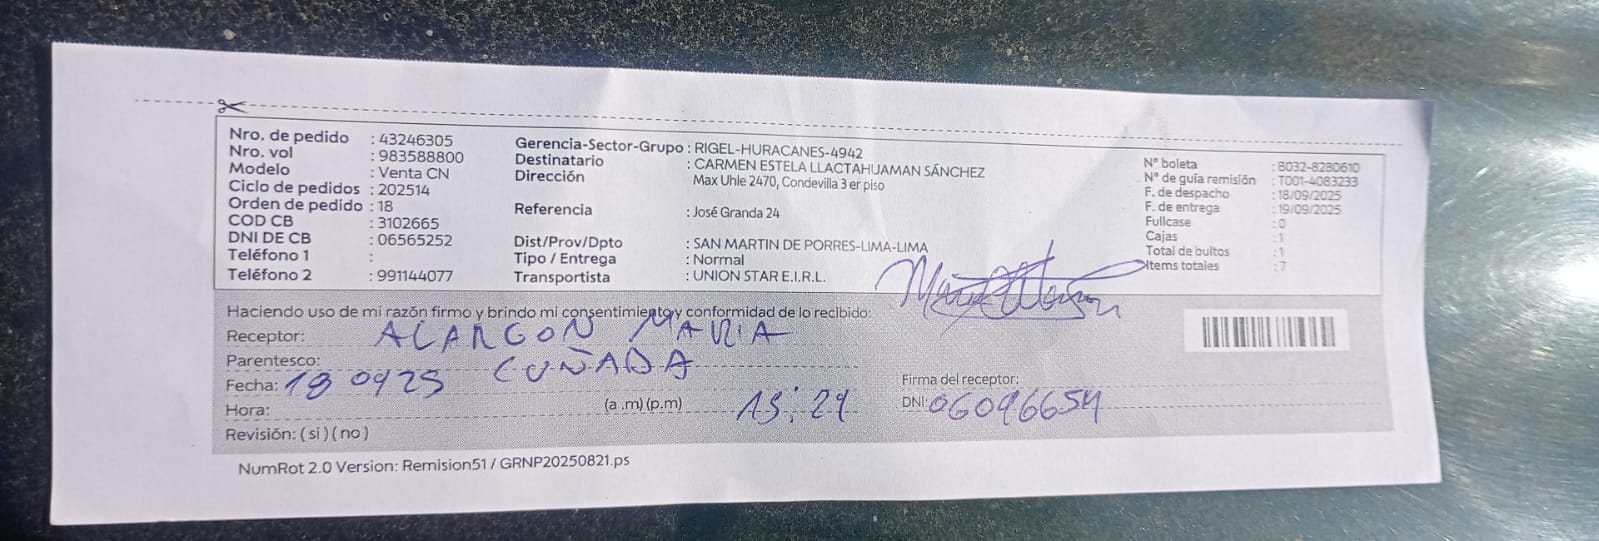 Nro. de pedido : 43246305
Nro. vol : 983588800
Modelo : Venta CN
Ciclo de pedidos : 202514
Orden de pedido : 18
COD CB : 3102665
DNI DE CB : 06565252
Teléfono 1 :
Teléfono 2 : 991144077
Gerencia-Sector-Grupo : RIGEL-HURACANES-4942
Destinatario : CARMEN ESTELA LLACTAHUAMAN SÁNCHEZ
Dirección Max Uhle 2470, Condevilla 3 er piso
Referencia : José Granda 24
Dist/Prov/Dpto : SAN MARTIN DE PORRES-LIMA-LIMA
Tipo / Entrega : Normal
Transportista : UNION STAR E.I.R.L.
N° boleta : B032-8280610
N° de guía remisión : T001-4083233
F. de despacho : 18/09/2025
F. de entrega : 19/09/2025
Fullcase : 0
Cajas : 1
Total de bultos : 1
Items totales : 7
Haciendo uso de mi razón firmo y brindo mi consentimiento y conformidad de lo recibido:
Receptor: ALARCON MARIA
Parentesco: CUÑADA
Fecha: 0925
Hora: (a .m) (p.m) :
Revisión: ( si ) ( no )
Firma del receptor:
DNI: 06096654
NumRot 2.0 Version: Remision51 / GRNP20250821.ps